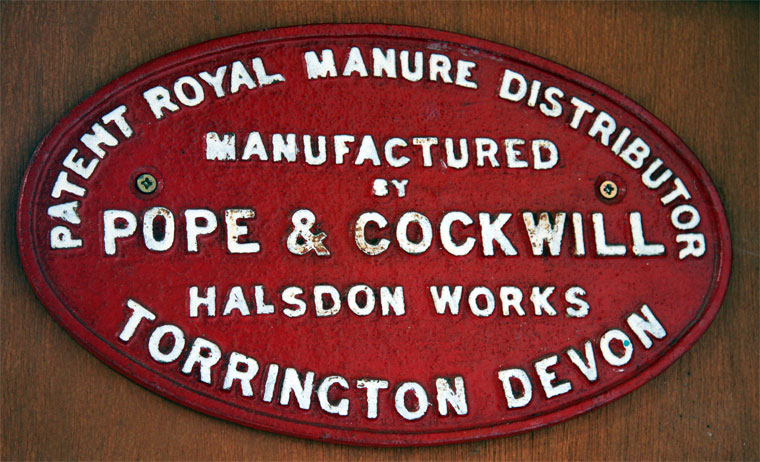 PATENT ROYAL MANURE DISTRIBUTOR
MANUFACTURED
BY
POPE & COCKWILL
HALSDON WORKS
TORRINGTON DEVON